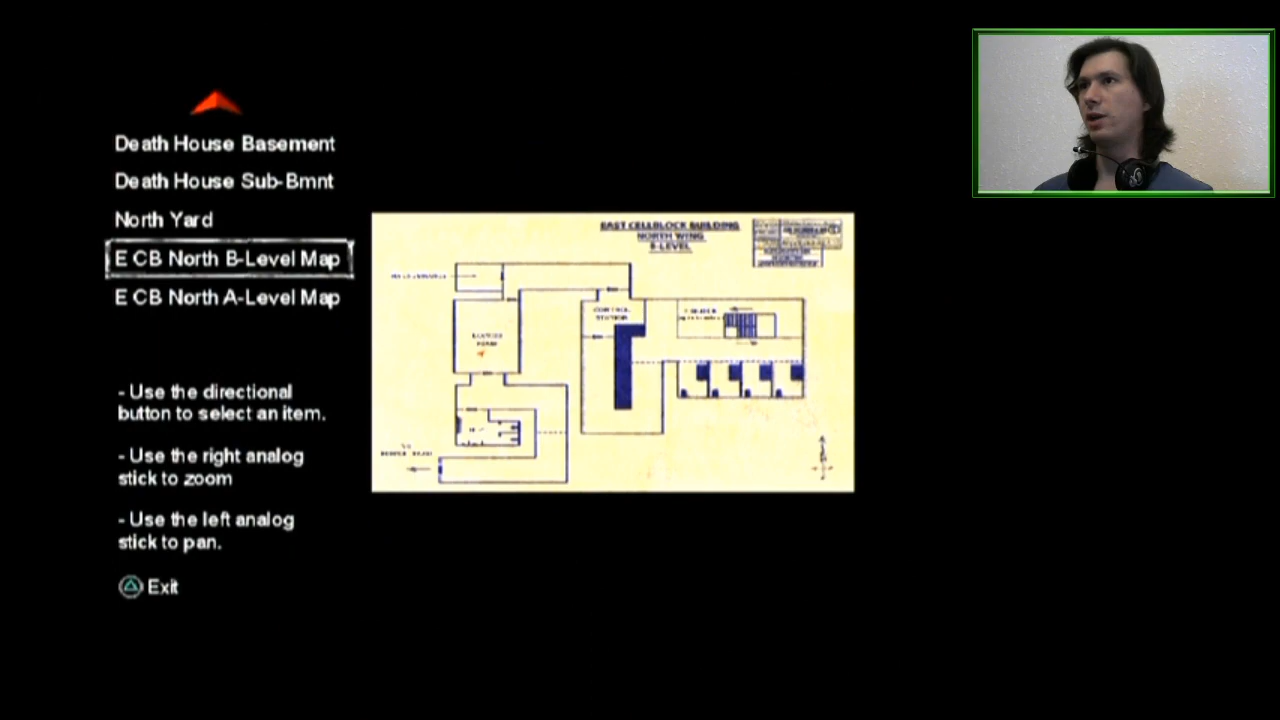 Death House Basement
Death House Sub-Bmnt
North Yard
E CB North B-Level Map
E CB North A-Level Map
- Use the directional
button to select an item.
- Use the right analog
stick to zoom
- Use the left analog
stick to pan.
Exit
EAST CELLBLOCK BUILDING
NORTH WING
B-LEVEL
CONTROL
STATION